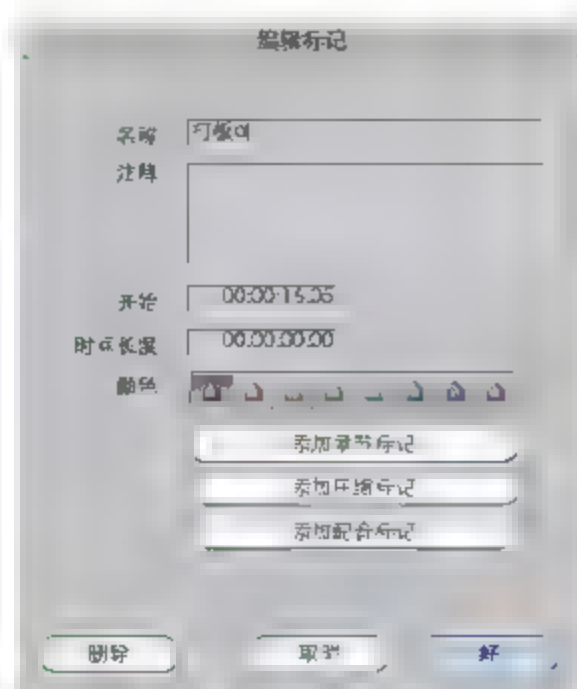 编辑标记
名称
注释
开始 00:00:15:05
时间长度 00:00:00:00
颜色
添加章节标记
添加压缩标记
添加配音标记
删除 取消 好